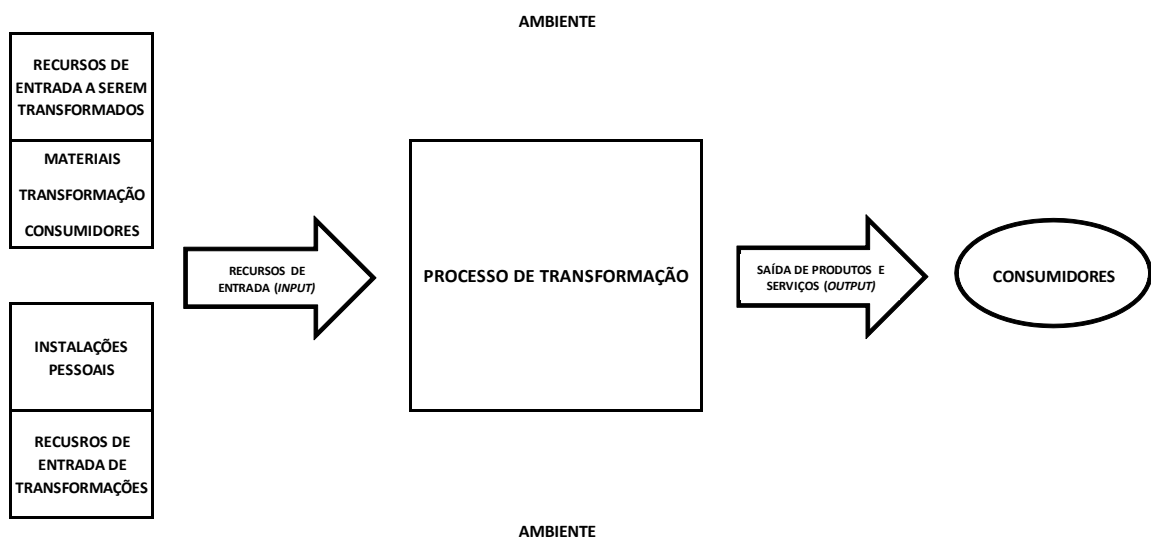 AMBIENTE
RECURSOS DE
ENTRADA A SEREM
TRANSFORMADOS
MATERIAIS
TRANSFORMAÇÃO
CONSUMIDORES
RECURSOS DE
ENTRADA (INPUT)
PROCESSO DE TRANSFORMAÇÃO
SAÍDA DE PRODUTOS E
SERVIÇOS (OUTPUT)
CONSUMIDORES
INSTALAÇÕES
PESSOAIS
RECUSROS DE
ENTRADA DE
TRANSFORMAÇÕES
AMBIENTE